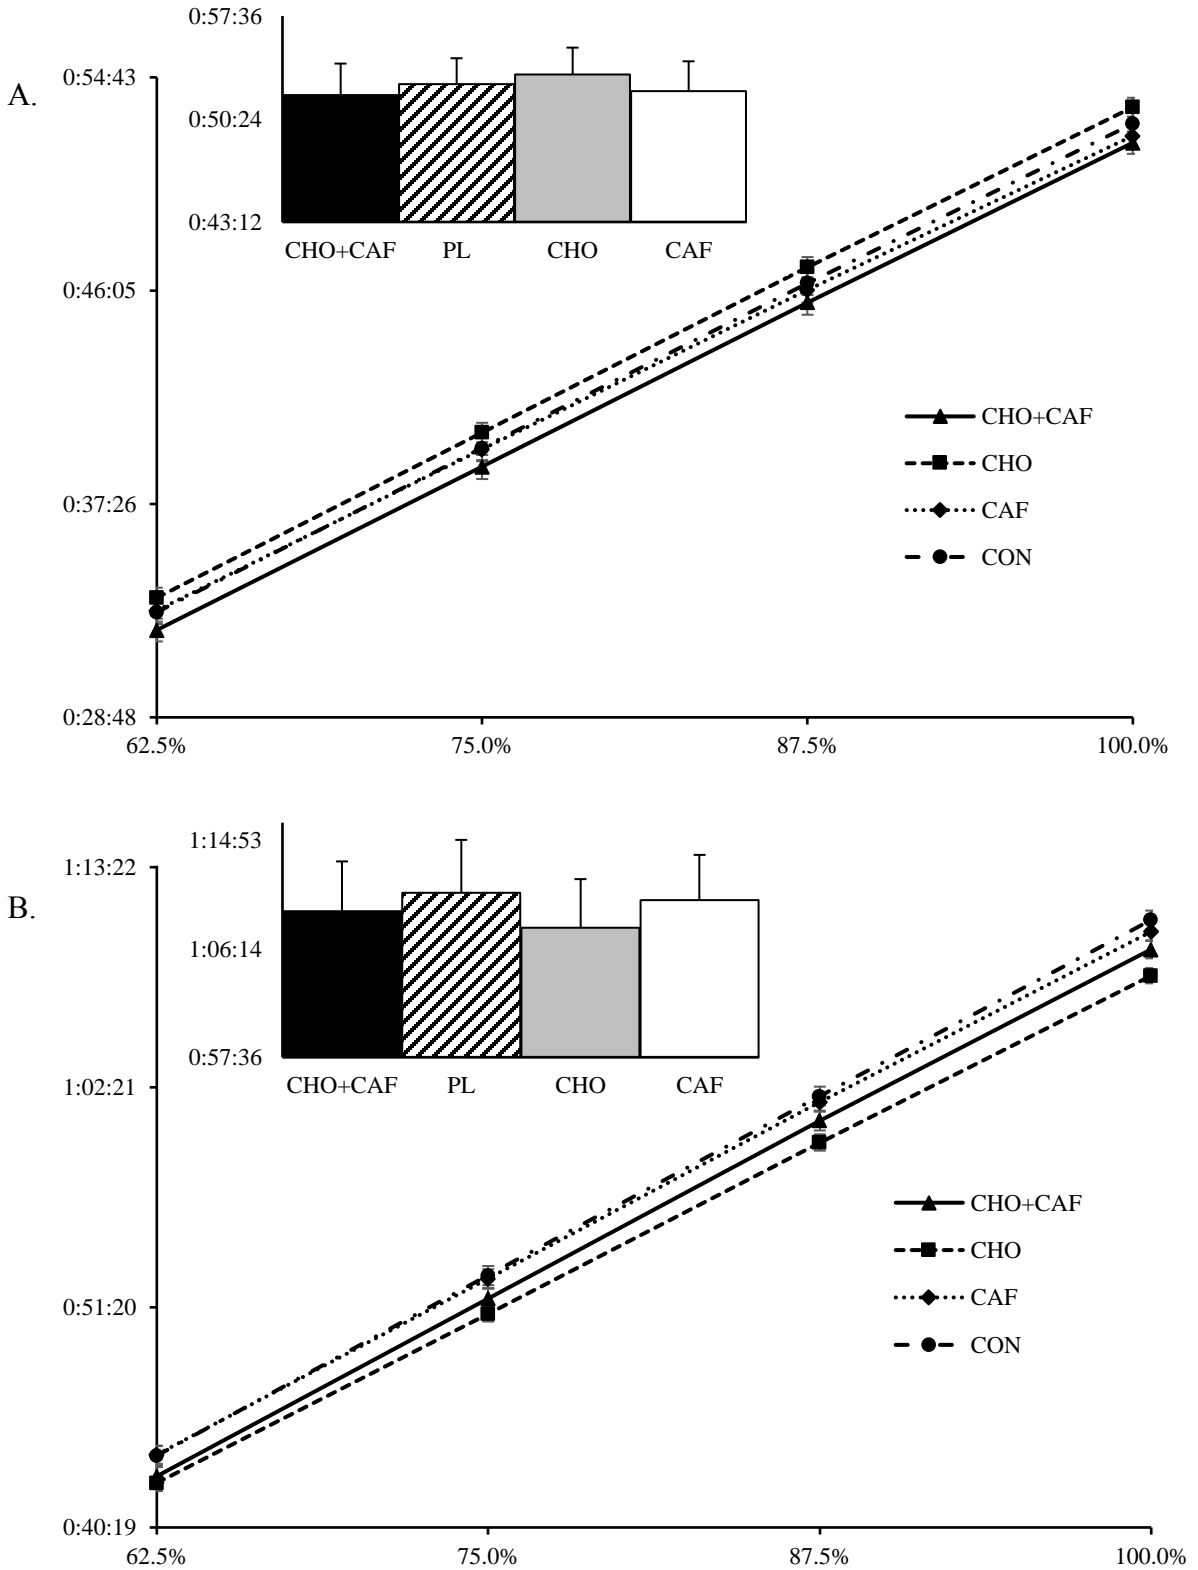 0:57:36
0:54:43
A.
0:50:24
0:43:12
CHO+CAF PL CHO CAF
0:46:05
CHO+CAF
CHO
0:37:26
CAF
CON
0:28:48
62.5% 75.0% 87.5% 100.0%
1:14:53
1:13:22
B.
1:06:14
0:57:36
CHO+CAF PL CHO CAF
1:02:21
CHO+CAF
CHO
0:51:20
CAF
CON
0:40:19
62.5% 75.0% 87.5% 100.0%